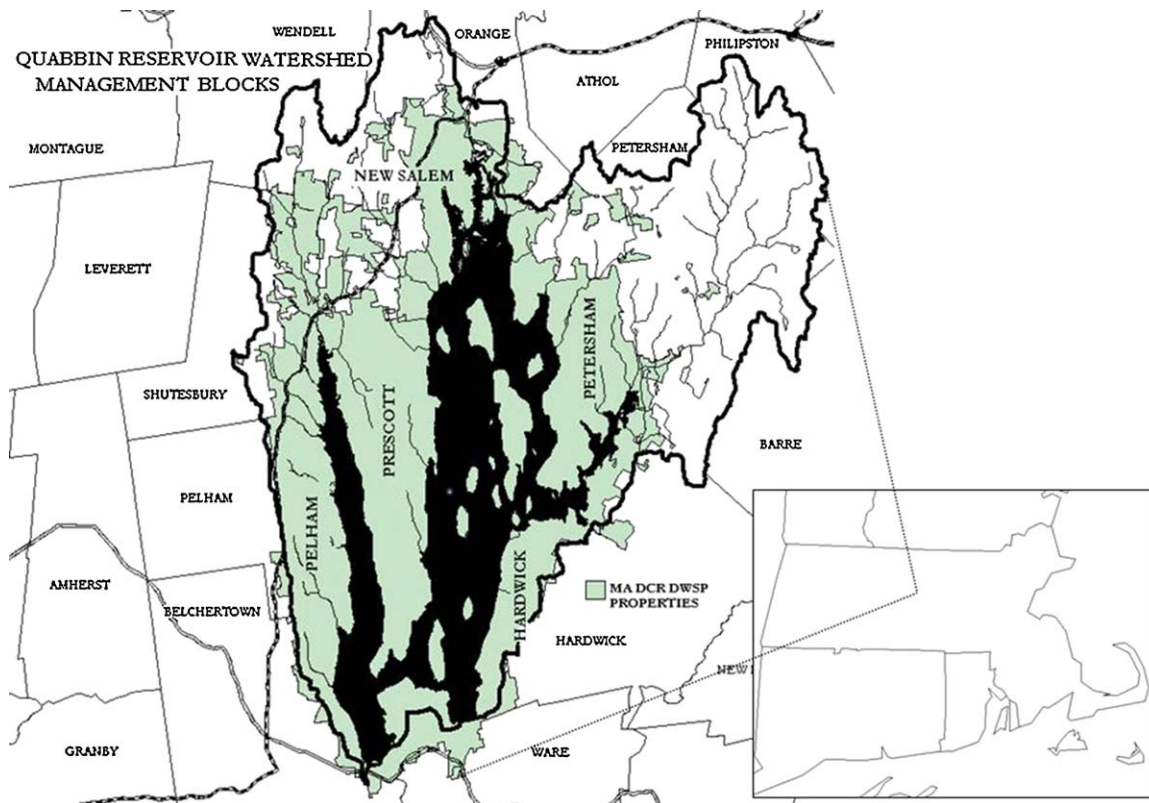 WENDELL
ORANGE
PHILIPSTON
QUABBIN RESERVOIR WATERSHED
MANAGEMENT BLOCKS
ATHOL
MONTAGUE
PETERSHAM
NEW SALEM
LEVERETT
PETERSHAM
SHUTESBURY
PRESCOTT
BARRE
PELHAM
PELHAM
AMHERST
BELCHERTOWN
HARDWICK
MA DCR DWSP
PROPERTIES
HARDWICK
NEW
GRANBY
WARE